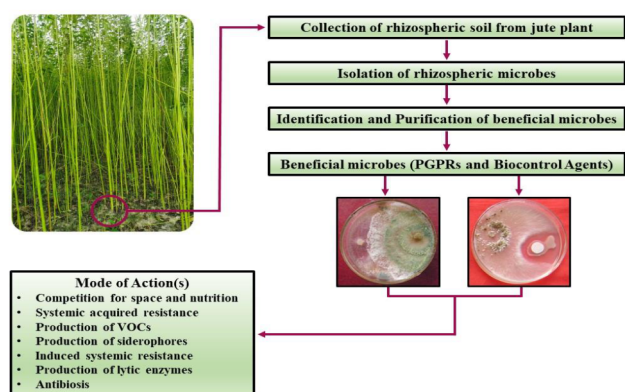 Collection of rhizospheric soil from jute plant
Isolation of rhizospheric microbes
Identification and Purification of beneficial microbes
Beneficial microbes (PGPRs and Biocontrol Agents)
Mode of Action(s)
• Competition for space and nutrition
• Systemic acquired resistance
• Production of VOCs
• Production of siderophores
• Induced systemic resistance
• Production of lytic enzymes
• Antibiosis